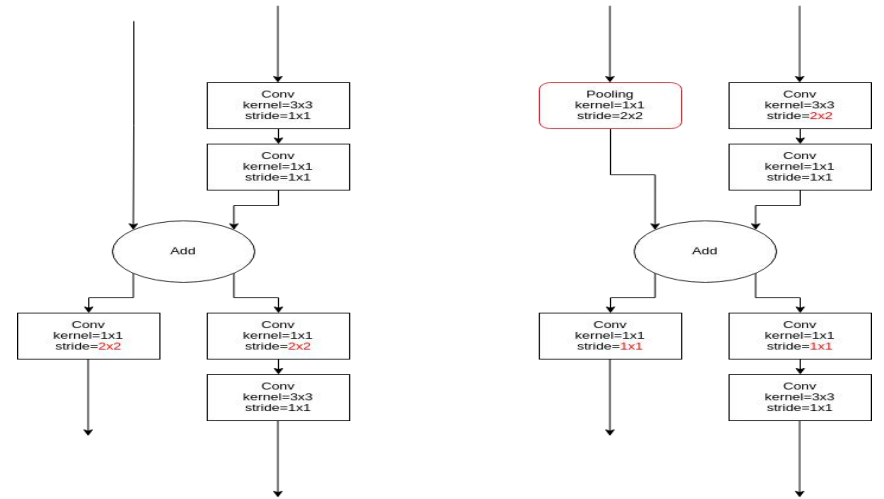 Conv
kernel=3x3
stride=1x1
Conv
kernel=1x1
stride=1x1
Add
Conv
kernel=1x1
stride=2x2
Conv
kernel=1x1
stride=2x2
Conv
kernel=3x3
stride=1x1
Pooling
kernel=1x1
stride=2x2
Conv
kernel=3x3
stride=2x2
Conv
kernel=1x1
stride=1x1
Add
Conv
kernel=1x1
stride=1x1
Conv
kernel=1x1
stride=1x1
Conv
kernel=3x3
stride=1x1